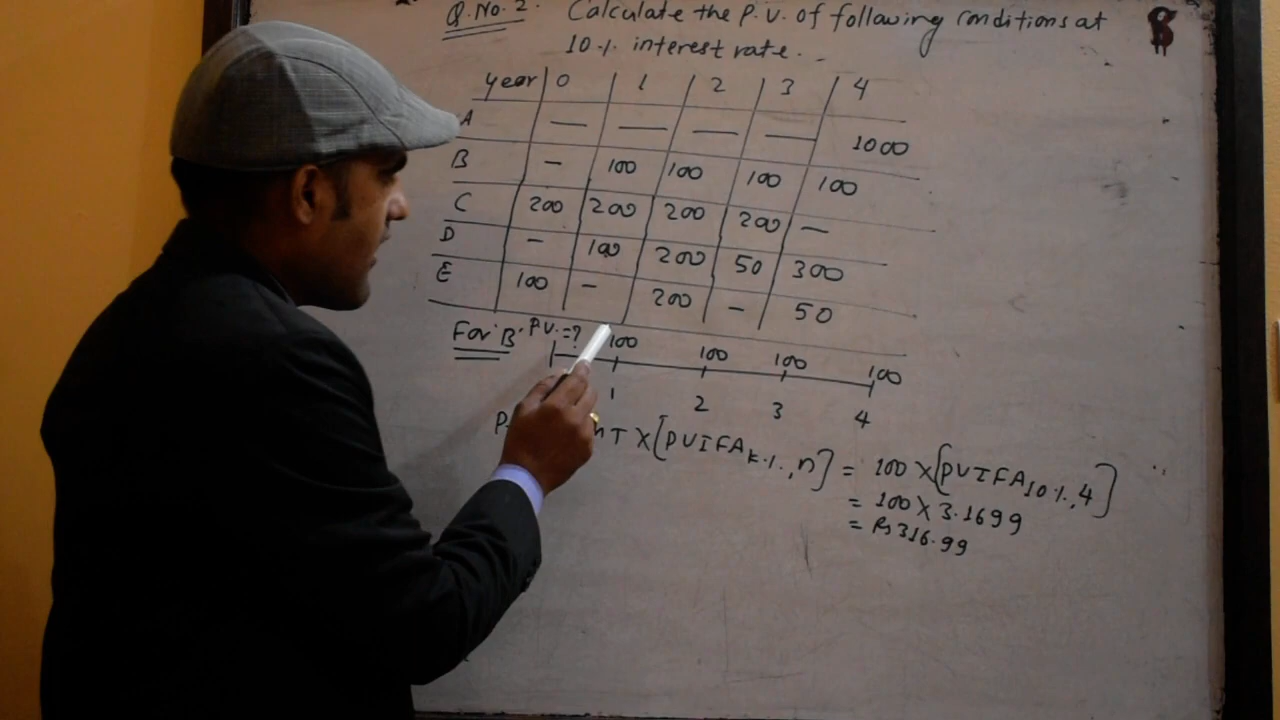 Q.No.2. Calculate the P.V. of following conditions at
10% interest rate.
year 0 1 2 3 4
A — — — — 1000
B — 100 100 100 100
C 200 200 200 200 —
D — 100 200 50 300
E 100 — 200 — 50
For 'B' P.V. = ? 100 100 100 100
1 2 3 4
× [PVIFA k%, n] = 100 × [PVIFA 10%, 4]
= 100 × 3.1699
= Rs 316.99